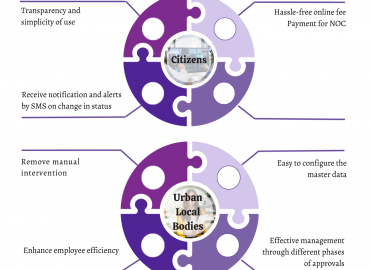 Transparency and
simplicity of use
Hassle-free online fee
Payment for NOC
Citizens
Receive notification and alerts
by SMS on change in status
Remove manual
intervention
Easy to configure the
master data
Urban
Local
Bodies
Enhance employee efficiency
Effective management
through different phases
of approvals